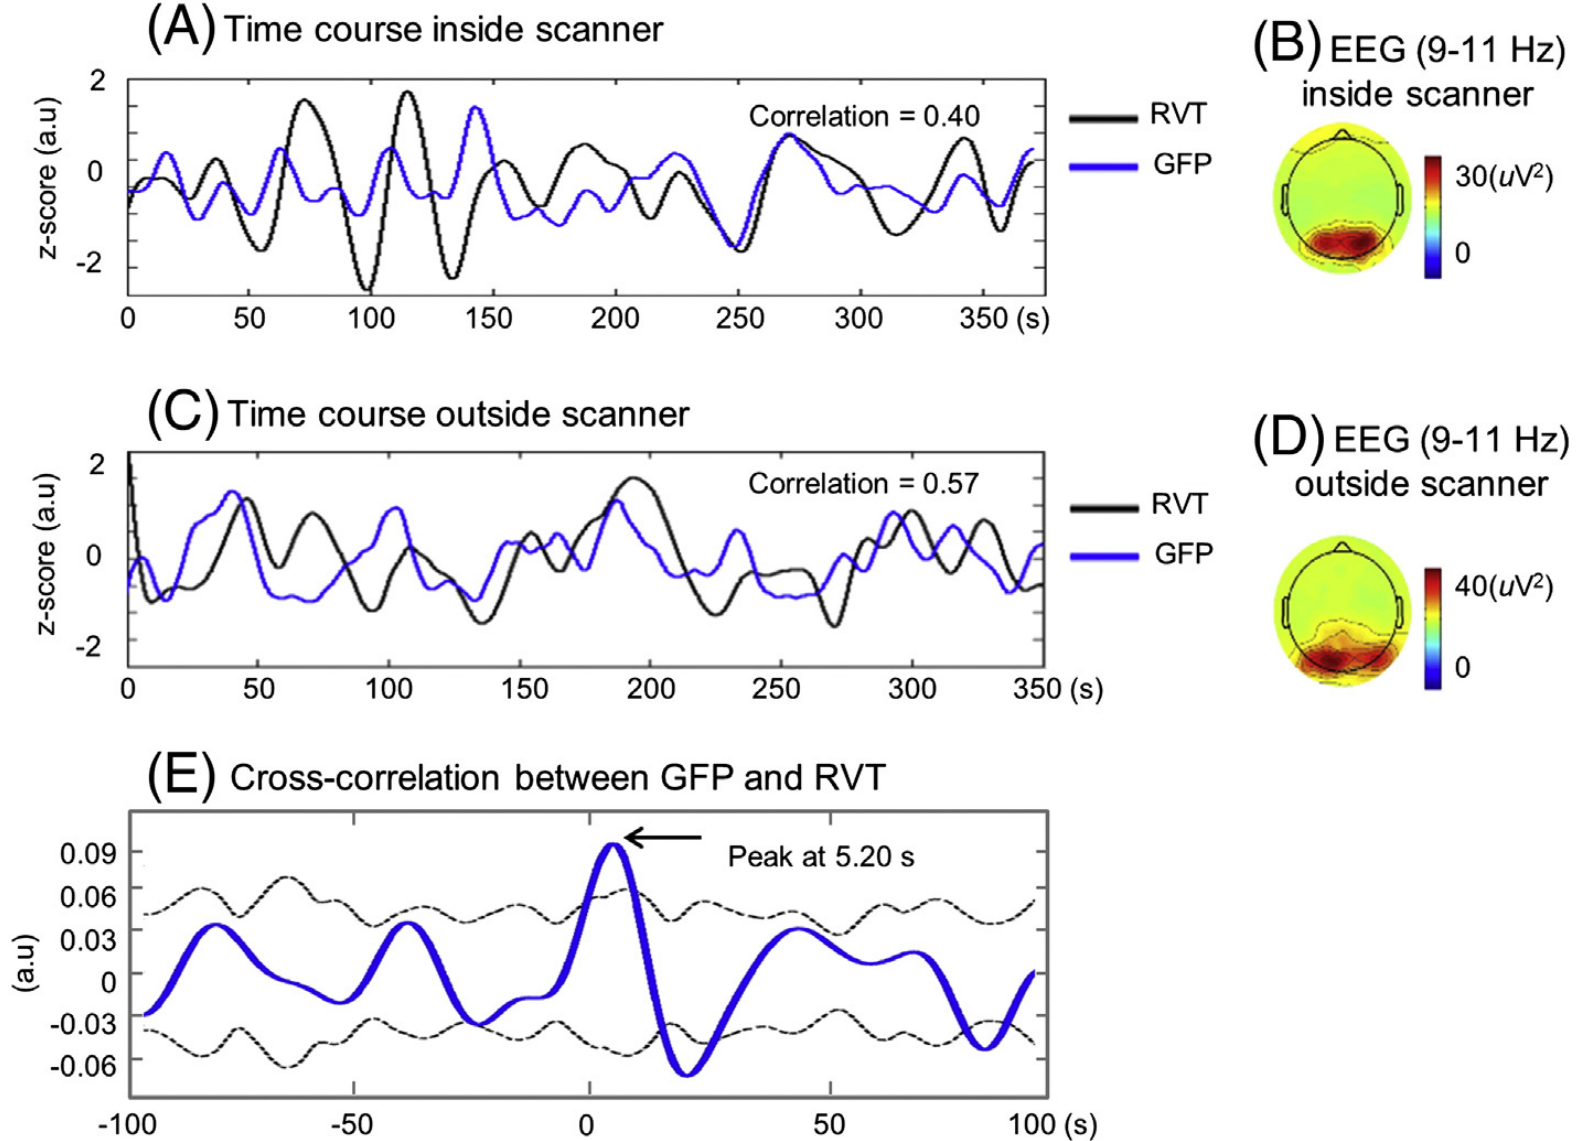 (A) Time course inside scanner
z-score (a.u)
2
0
-2
Correlation = 0.40
RVT
GFP
0 50 100 150 200 250 300 350 (s)
(B) EEG (9-11 Hz)
inside scanner
30(uV²)
0
(C) Time course outside scanner
z-score (a.u)
2
0
-2
Correlation = 0.57
RVT
GFP
0 50 100 150 200 250 300 350 (s)
(D) EEG (9-11 Hz)
outside scanner
40(uV²)
0
(E) Cross-correlation between GFP and RVT
(a.u)
0.09
0.06
0.03
0
-0.03
-0.06
Peak at 5.20 s
-100 -50 0 50 100 (s)